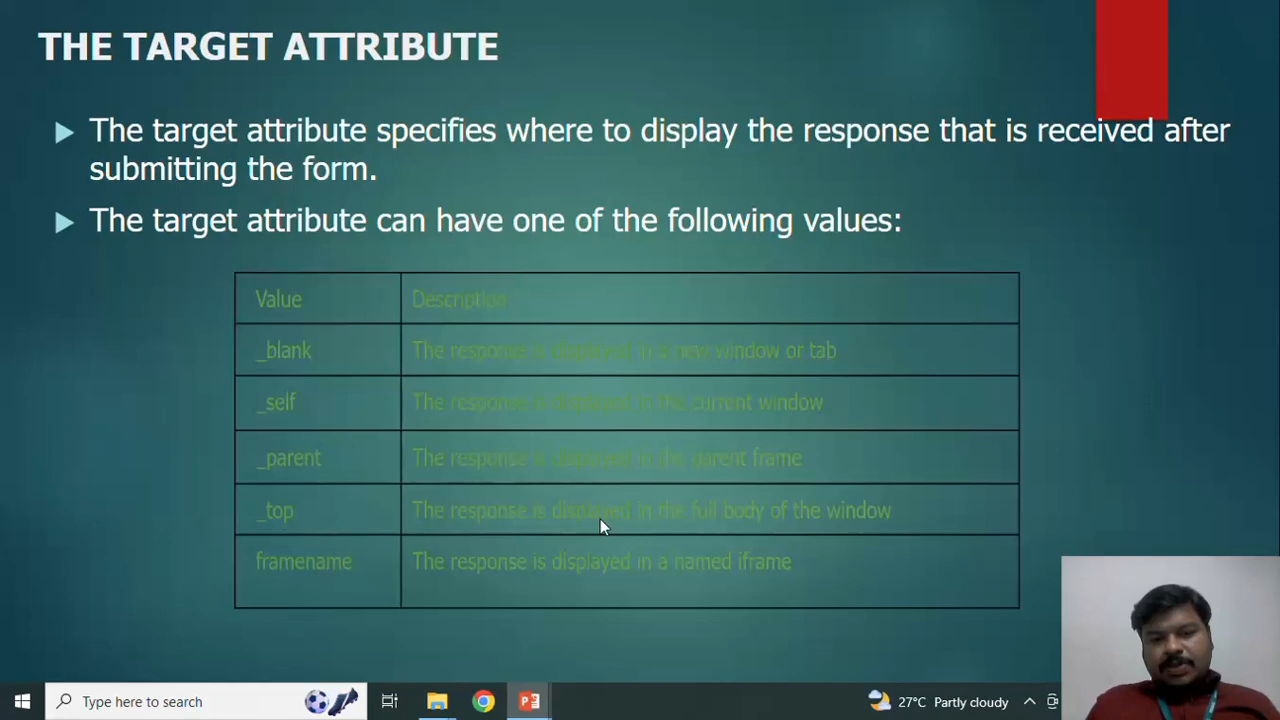 THE TARGET ATTRIBUTE
The target attribute specifies where to display the response that is received after
submitting the form.
The target attribute can have one of the following values:
Value Description
_blank The response is displayed in a new window or tab
_self The response is displayed in the current window
_parent The response is displayed in the parent frame
_top The response is displayed in the full body of the window
framename The response is displayed in a named iframe
Type here to search 27°C Partly cloudy